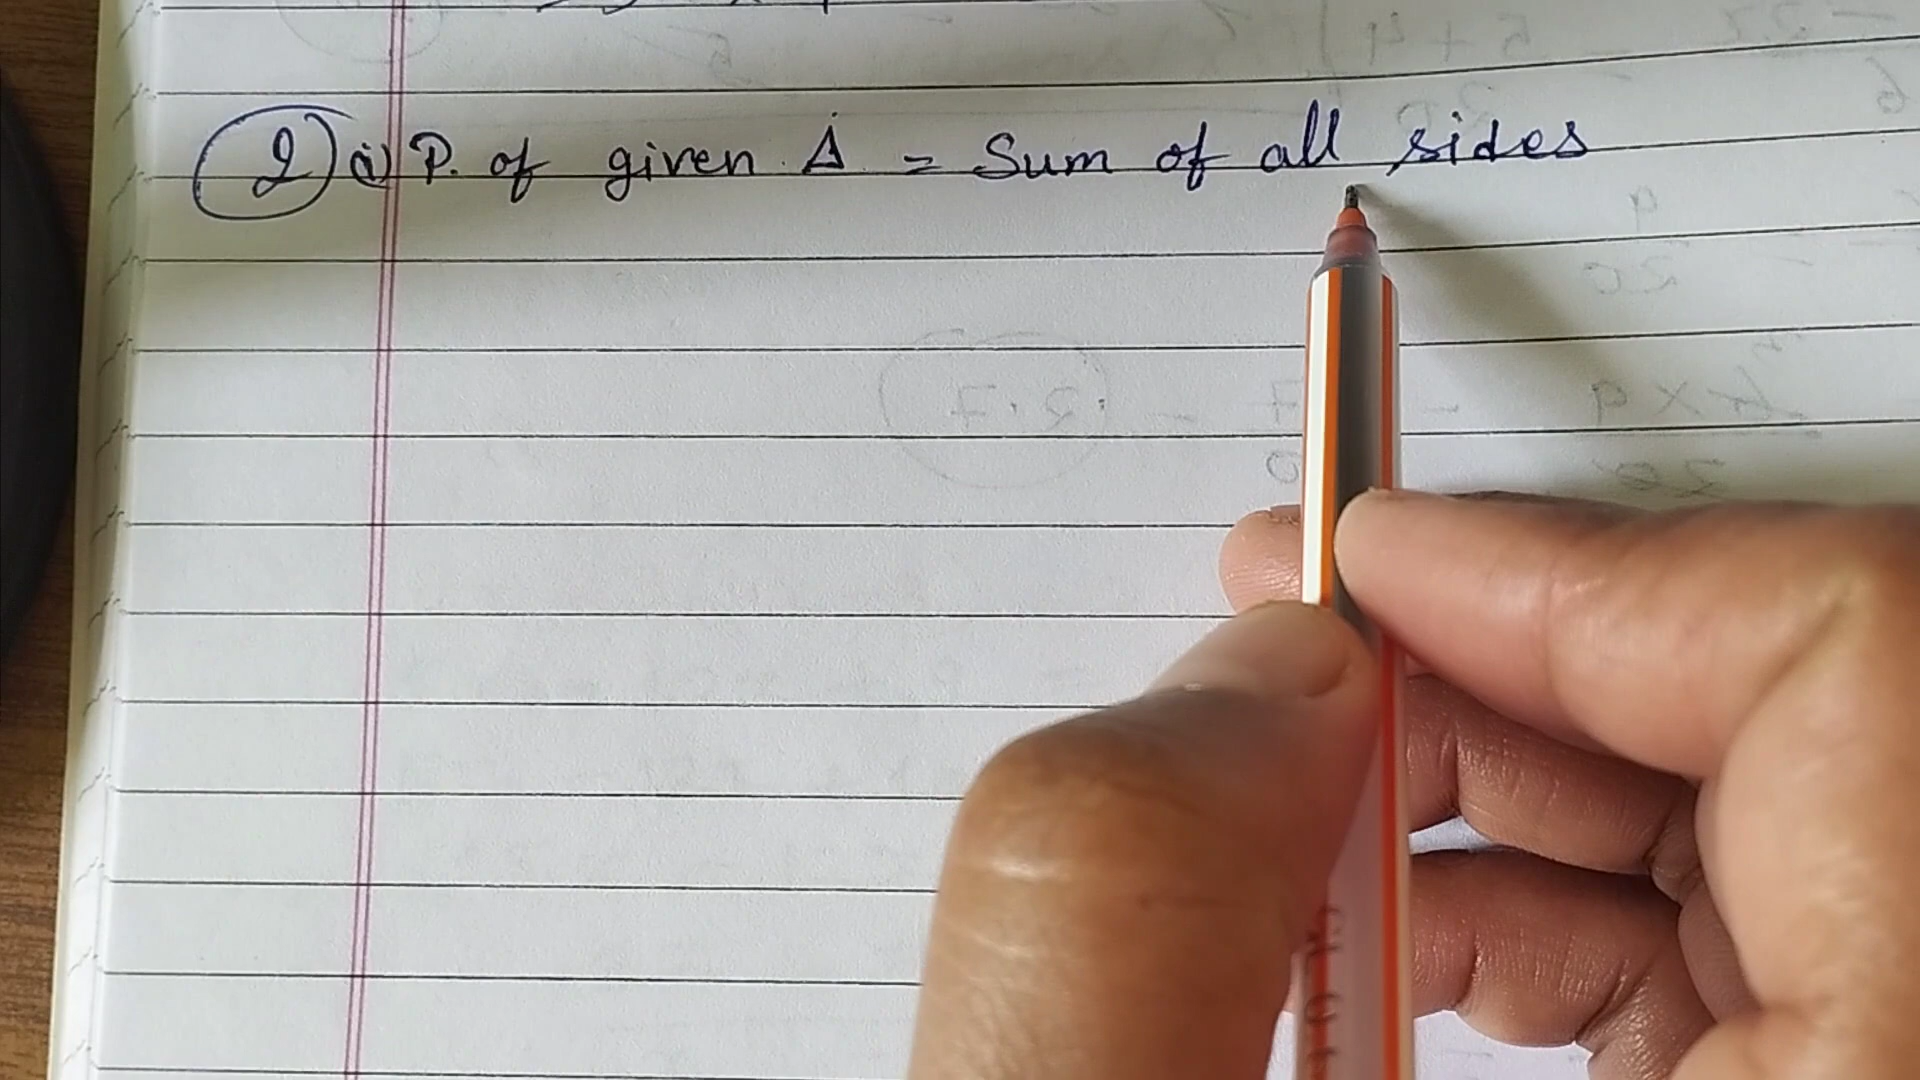 2 i) P. of given Δ = Sum of all sides